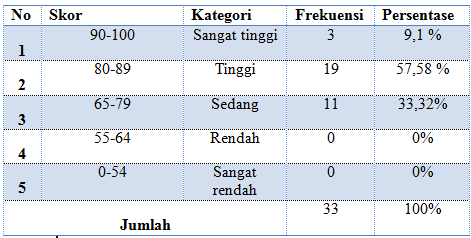 No Skor Kategori Frekuensi Persentase
1 90-100 Sangat tinggi 3 9,1 %
2 80-89 Tinggi 19 57,58 %
3 65-79 Sedang 11 33,32%
4 55-64 Rendah 0 0%
5 0-54 Sangat rendah 0 0%
Jumlah 33 100%